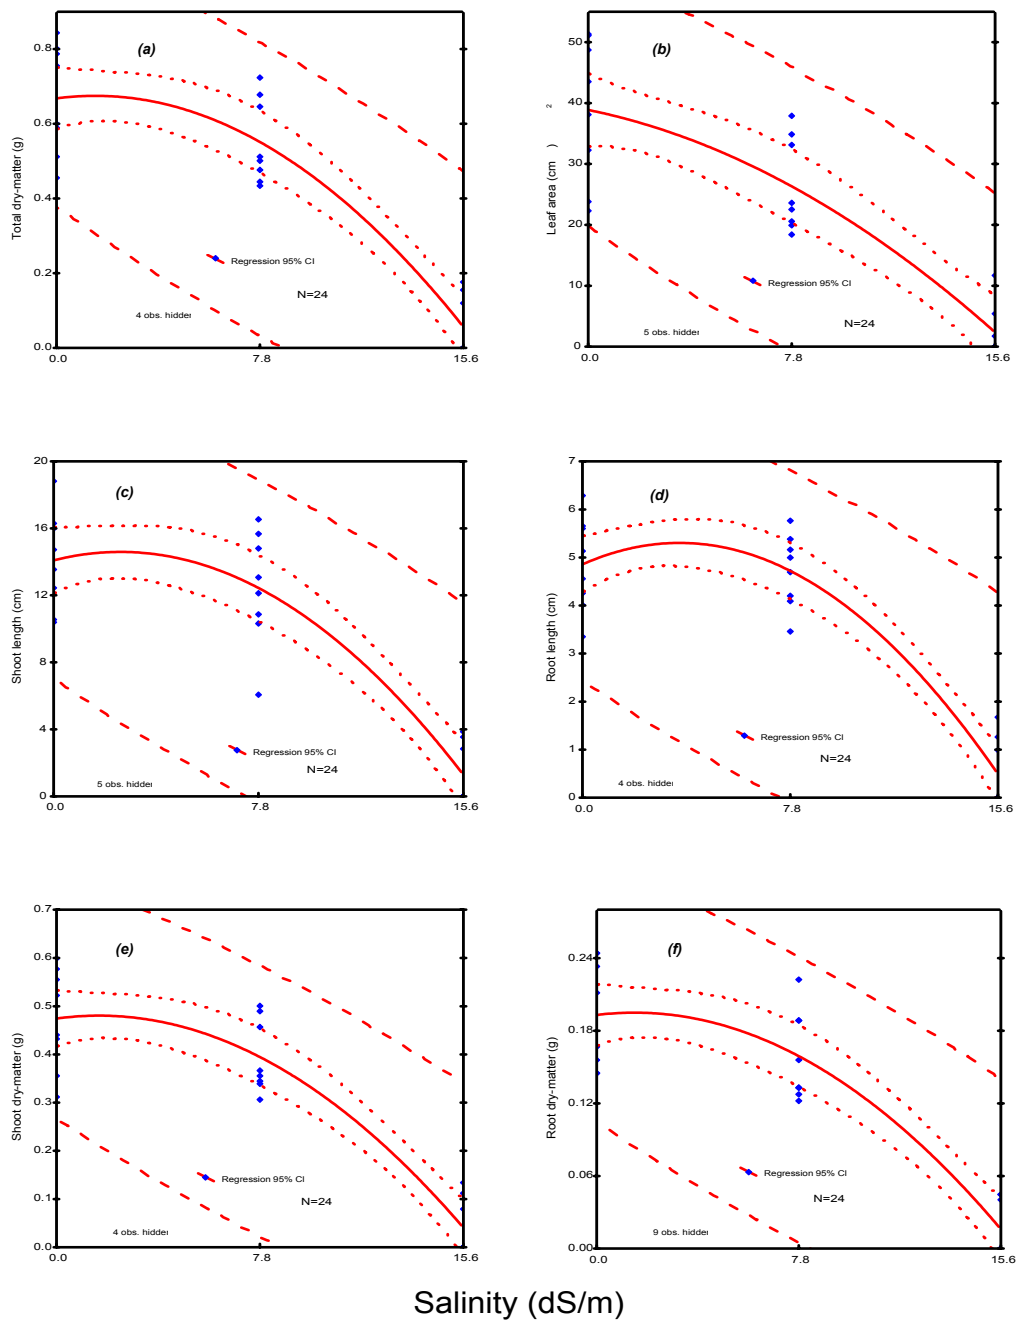 (a)
Total dry-matter (g)
0.8
0.6
0.4
0.2
0.0
0.0
7.8
15.6
Regression 95% CI
N=24
4 obs. hidder
(b)
Leaf area (cm 2 )
50
40
30
20
10
0
0.0
7.8
15.6
Regression 95% CI
N=24
5 obs. hidder
(c)
Shoot length (cm)
20
16
12
8
4
0
0.0
7.8
15.6
Regression 95% CI
N=24
5 obs. hidder
(d)
Root length (cm)
7
6
5
4
3
2
1
0
0.0
7.8
15.6
Regression 95% CI
N=24
4 obs. hidder
(e)
Shoot dry-matter (g)
0.7
0.6
0.5
0.4
0.3
0.2
0.1
0.0
0.0
7.8
15.6
Regression 95% CI
N=24
4 obs. hidder
(f)
Root dry-matter (g)
0.24
0.18
0.12
0.06
0.00
0.0
7.8
15.6
Regression 95% CI
N=24
9 obs. hidder
Salinity (dS/m)